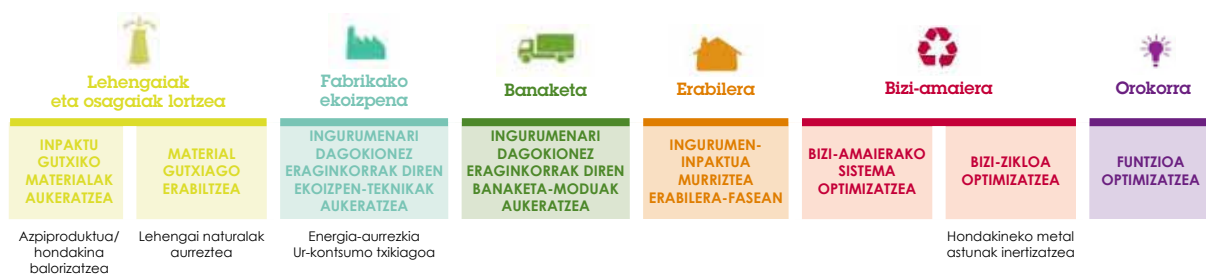 Lehengaiak
eta osagaiak lortzea
Fabrikako
ekoizpena
Banaketa
Erabilera
Bizi-amaiera
Orokorra
INPAKTU
GUTXIKO
MATERIALAK
AUKERATZEA
MATERIAL
GUTXIAGO
ERABILTZEA
INGURUMENARI
DAGOKIONEZ
ERAGINKORRAK DIREN
EKOIZPEN-TEKNIKAK
AUKERATZEA
INGURUMENARI
DAGOKIONEZ
ERAGINKORRAK DIREN
BANAKETA-MODUAK
AUKERATZEA
INGURUMEN-
INPAKTUA
MURRIZTEA
ERABILERA-FASEAN
BIZI-AMAIERAKO
SISTEMA
OPTIMIZATZEA
BIZI-ZIKLOA
OPTIMIZATZEA
FUNTZIOA
OPTIMIZATZEA
Azpiproduktua/
hondakina
balorizatzea
Lehengai naturalak
aurreztea
Energia-aurrezkia
Ur-kontsumo txikiagoa
Hondakineko metal
astunak inertizatzea